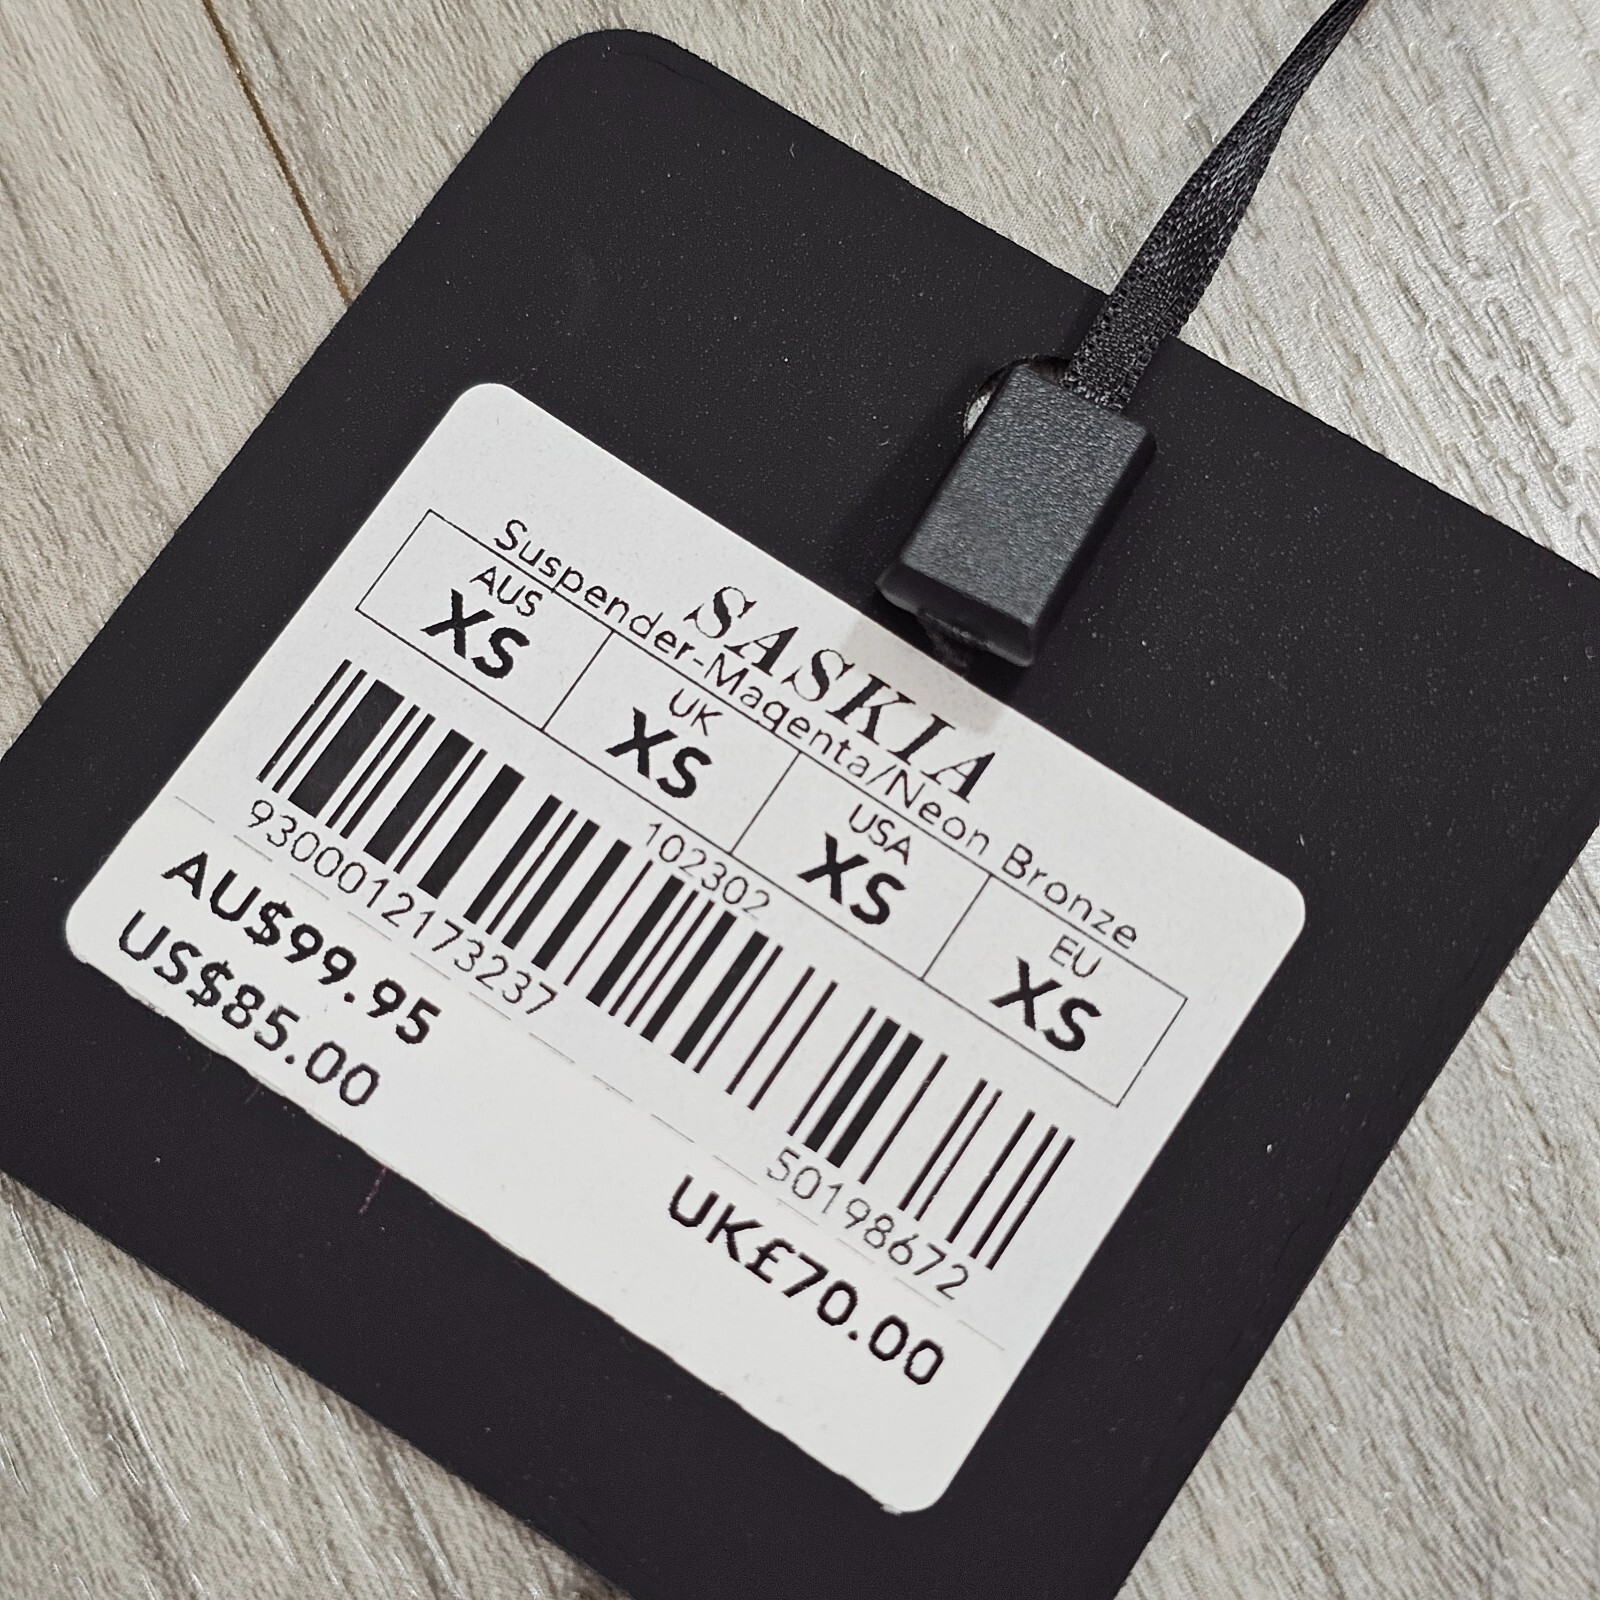 SASKIA
Suspender-Magenta/Neon Bronze
AUS UK USA EU
XS XS XS XS
102302
9300012173237 50198672
AU$99.95 UK£70.00
US$85.00